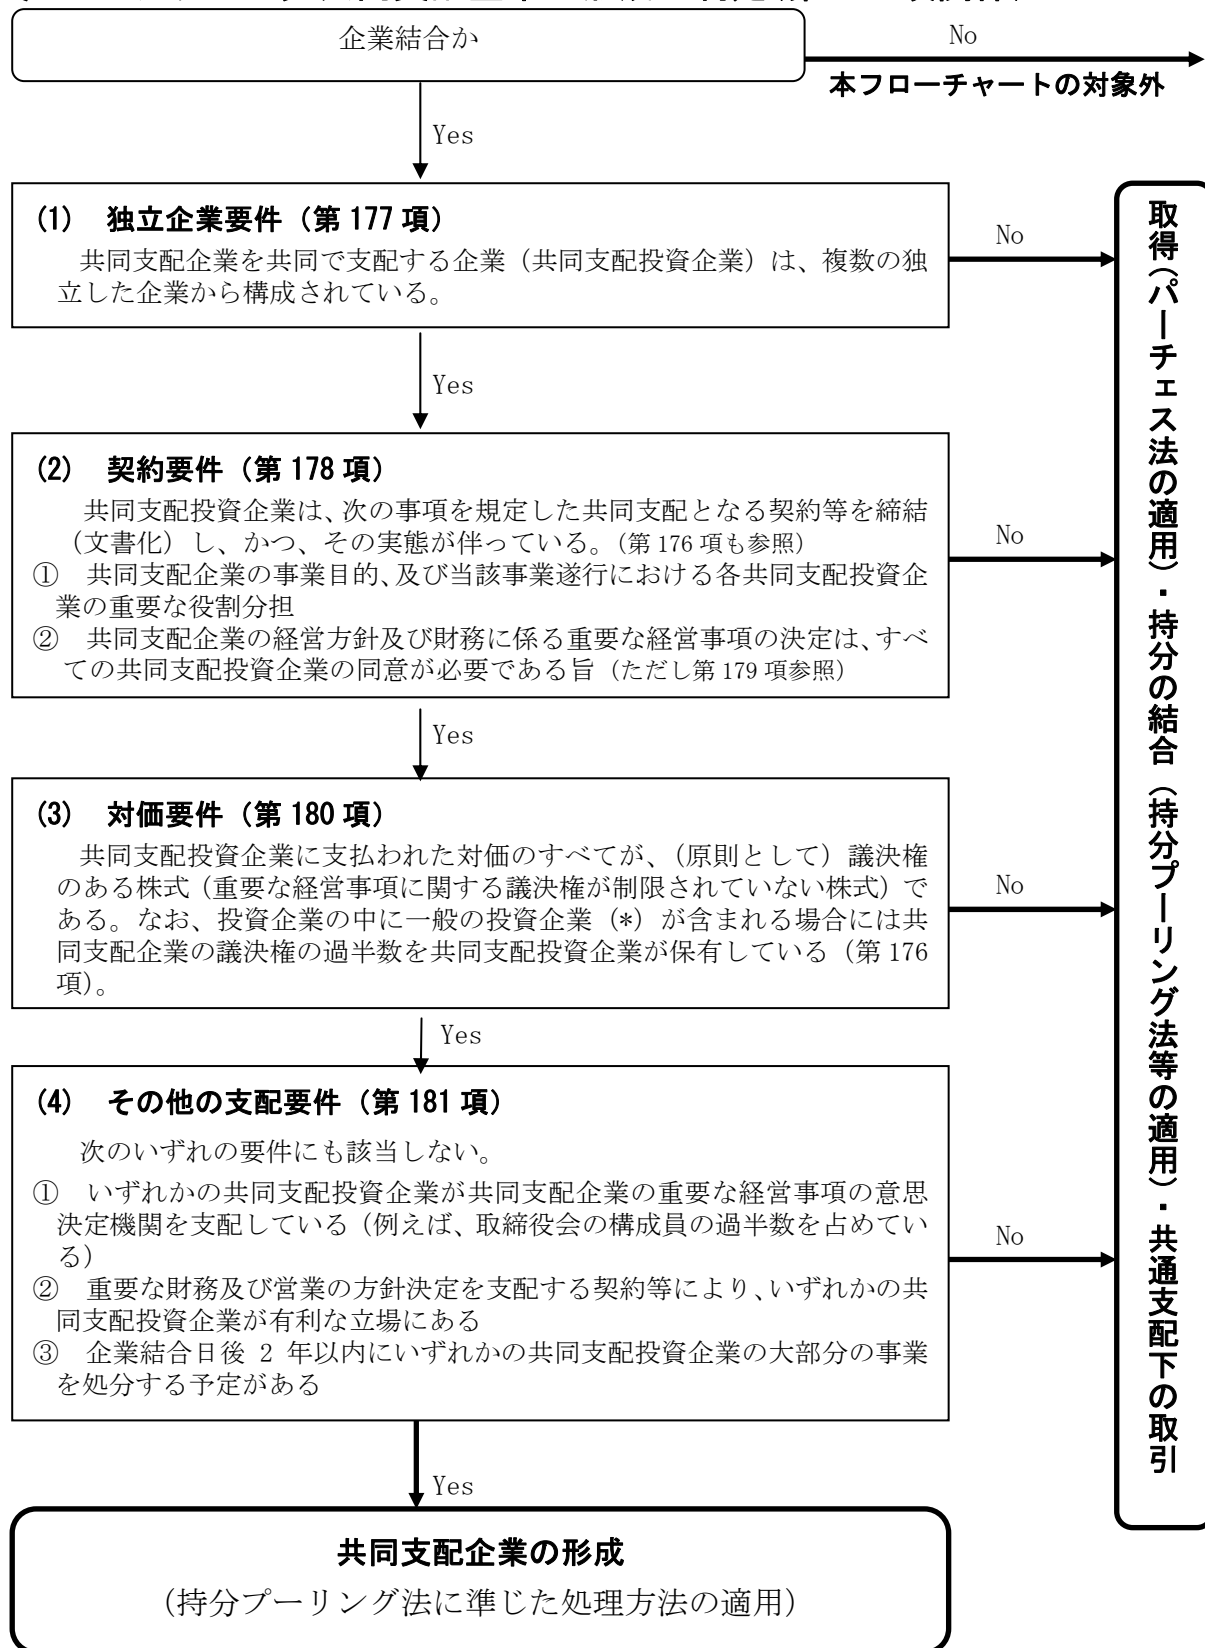 企業結合か
No
本フローチャートの対象外
Yes
(1) 独立企業要件（第 177 項）
共同支配企業を共同で支配する企業（共同支配投資企業）は、複数の独
立した企業から構成されている。
No
Yes
(2) 契約要件（第 178 項）
共同支配投資企業は、次の事項を規定した共同支配となる契約等を締結
（文書化）し、かつ、その実態が伴っている。（第 176 項も参照）
① 共同支配企業の事業目的、及び当該事業遂行における各共同支配投資企
業の重要な役割分担
② 共同支配企業の経営方針及び財務に係る重要な経営事項の決定は、すべ
ての共同支配投資企業の同意が必要である旨（ただし第 179 項参照）
No
Yes
(3) 対価要件（第 180 項）
共同支配投資企業に支払われた対価のすべてが、（原則として）議決権
のある株式（重要な経営事項に関する議決権が制限されていない株式）で
ある。なお、投資企業の中に一般の投資企業（*）が含まれる場合には共
同支配企業の議決権の過半数を共同支配投資企業が保有している（第 176
項）。
No
Yes
(4) その他の支配要件（第 181 項）
次のいずれの要件にも該当しない。
① いずれかの共同支配投資企業が共同支配企業の重要な経営事項の意思
決定機関を支配している（例えば、取締役会の構成員の過半数を占めてい
る）
② 重要な財務及び営業の方針決定を支配する契約等により、いずれかの共
同支配投資企業が有利な立場にある
③ 企業結合日後 2 年以内にいずれかの共同支配投資企業の大部分の事業
を処分する予定がある
No
Yes
共同支配企業の形成
（持分プーリング法に準じた処理方法の適用）
取得（パーチェス法の適用）・持分の結合（持分プーリング法等の適用）・共通支配下の取引